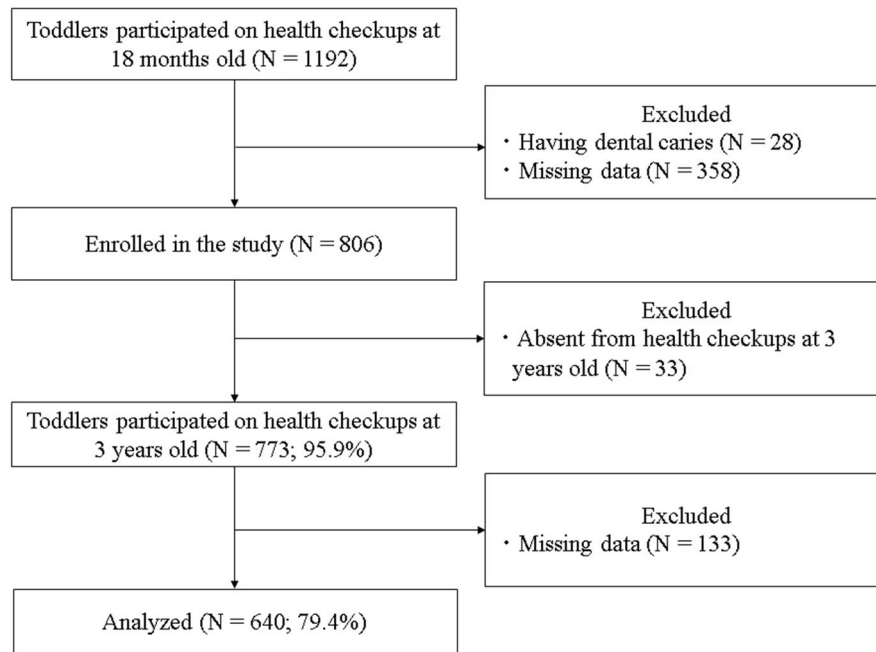 Toddlers participated on health checkups at
18 months old (N = 1192)
Excluded
・Having dental caries (N = 28)
・Missing data (N = 358)
Enrolled in the study (N = 806)
Excluded
・Absent from health checkups at 3
years old (N = 33)
Toddlers participated on health checkups at
3 years old (N = 773; 95.9%)
Excluded
・Missing data (N = 133)
Analyzed (N = 640; 79.4%)